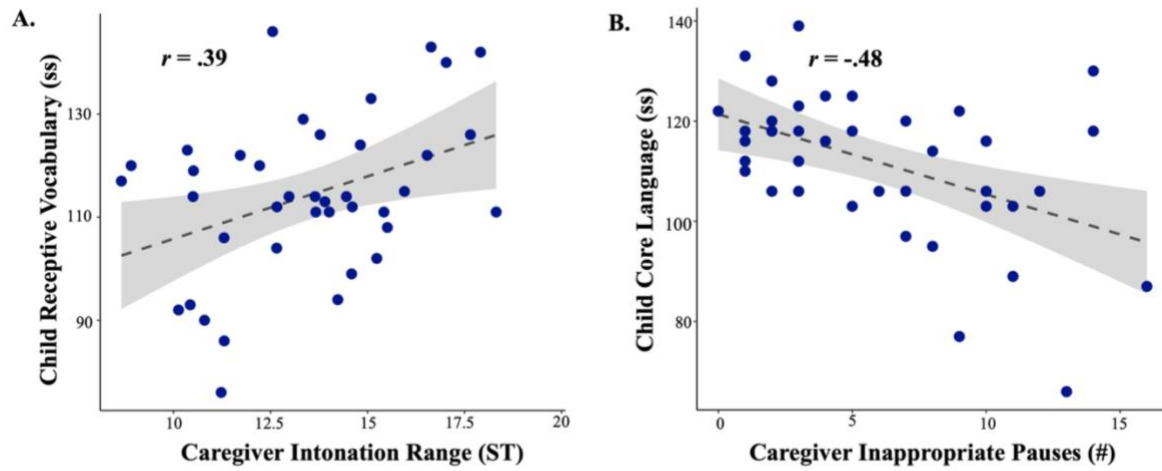 A.
r = .39
Child Receptive Vocabulary (ss)
130
110
90
10
12.5
15
17.5
20
Caregiver Intonation Range (ST)
B.
r = -.48
Child Core Language (ss)
140
120
100
80
0
5
10
15
Caregiver Inappropriate Pauses (#)